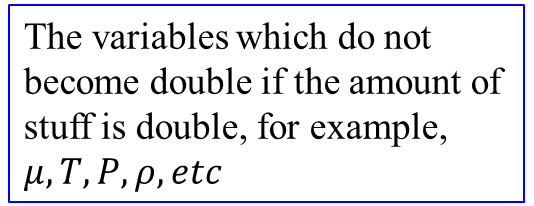 The variables which do not
become double if the amount of
stuff is double, for example,
μ, T, P, ρ, etc